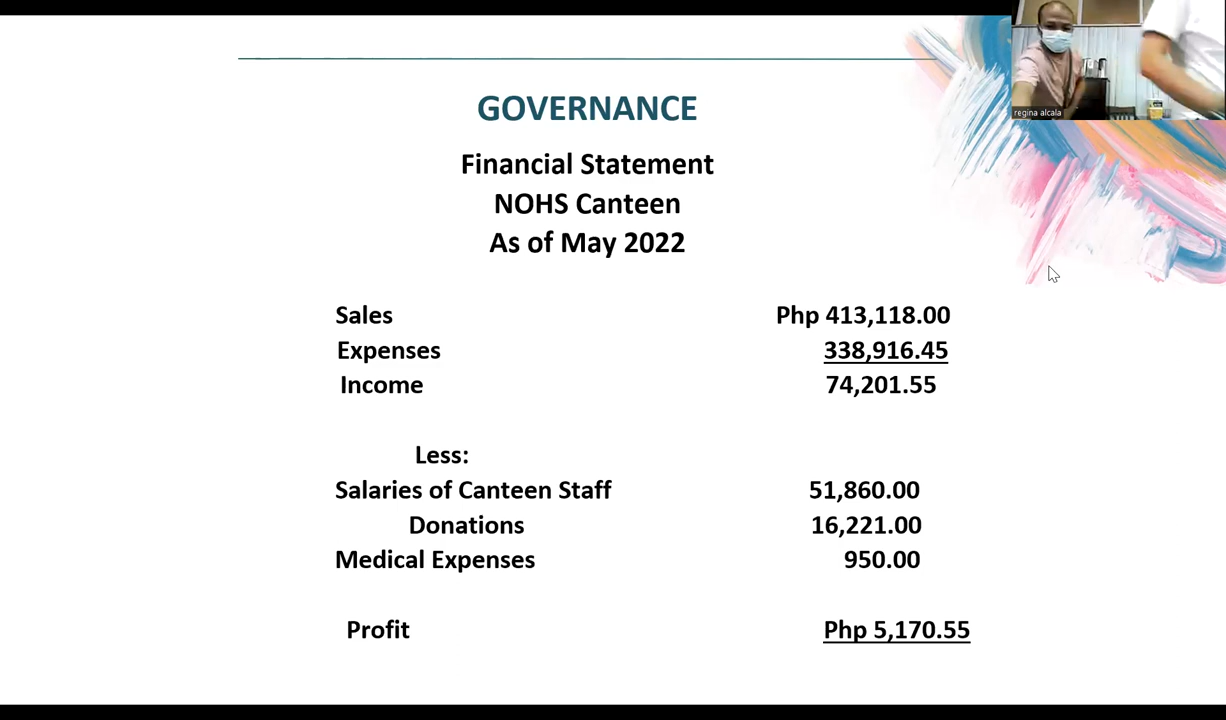 GOVERNANCE
Financial Statement
NOHS Canteen
As of May 2022
Sales Php 413,118.00
Expenses 338,916.45
Income 74,201.55
Less:
Salaries of Canteen Staff 51,860.00
Donations 16,221.00
Medical Expenses 950.00
Profit Php 5,170.55
regina alcala